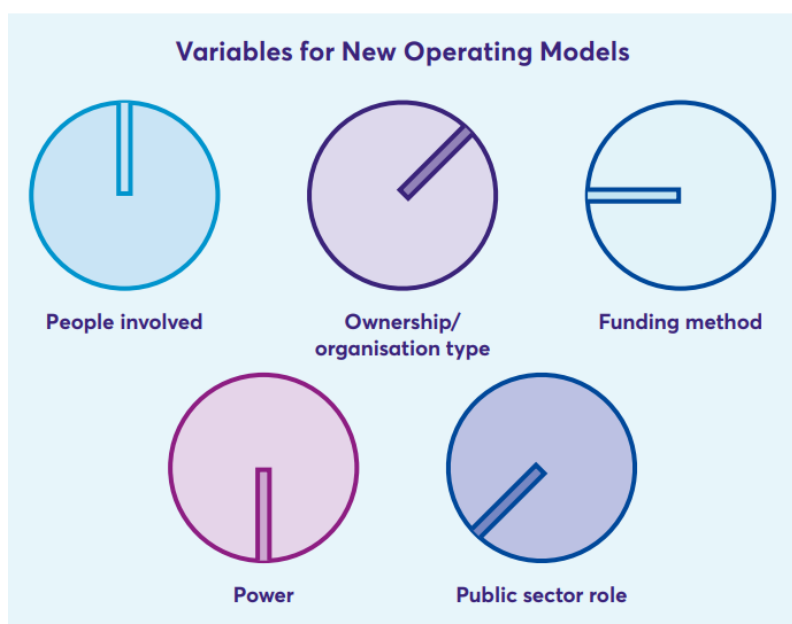 Variables for New Operating Models
People involved
Ownership/
organisation type
Funding method
Power
Public sector role